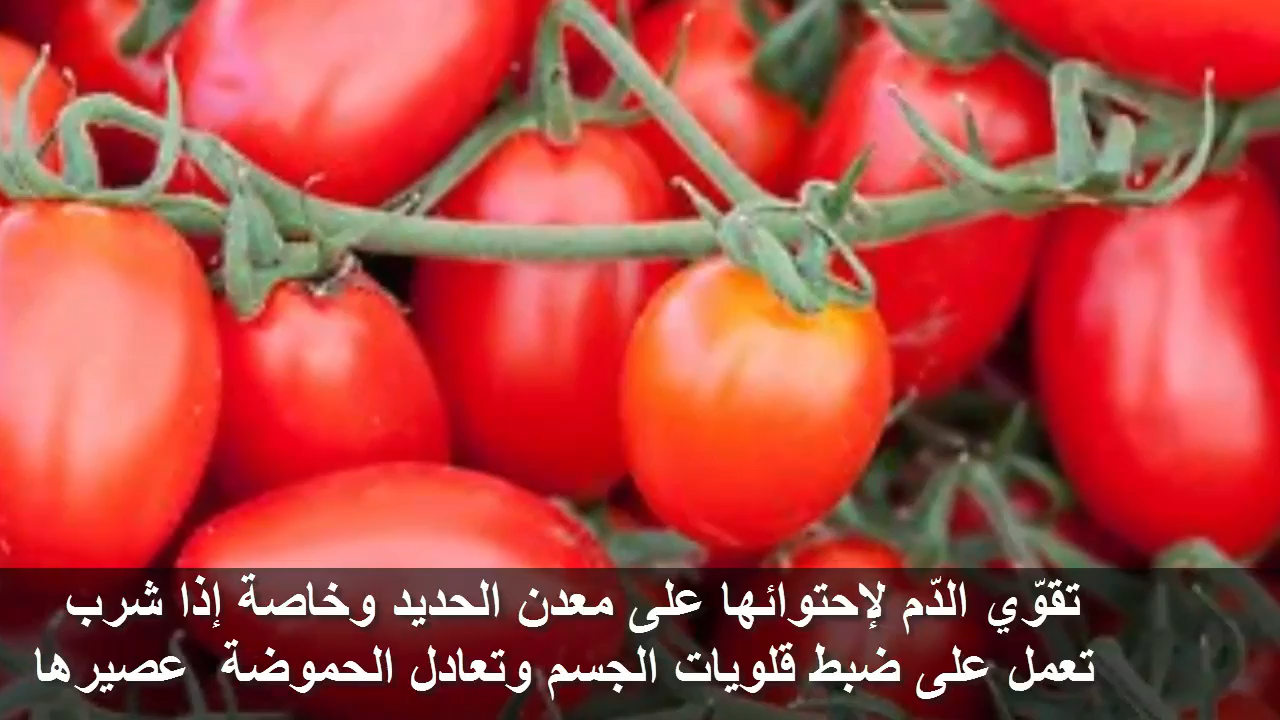 تقوّي الدّم لإحتوائها على معدن الحديد وخاصة إذا شرب
تعمل على ضبط قلويات الجسم وتعادل الحموضة  عصيرها